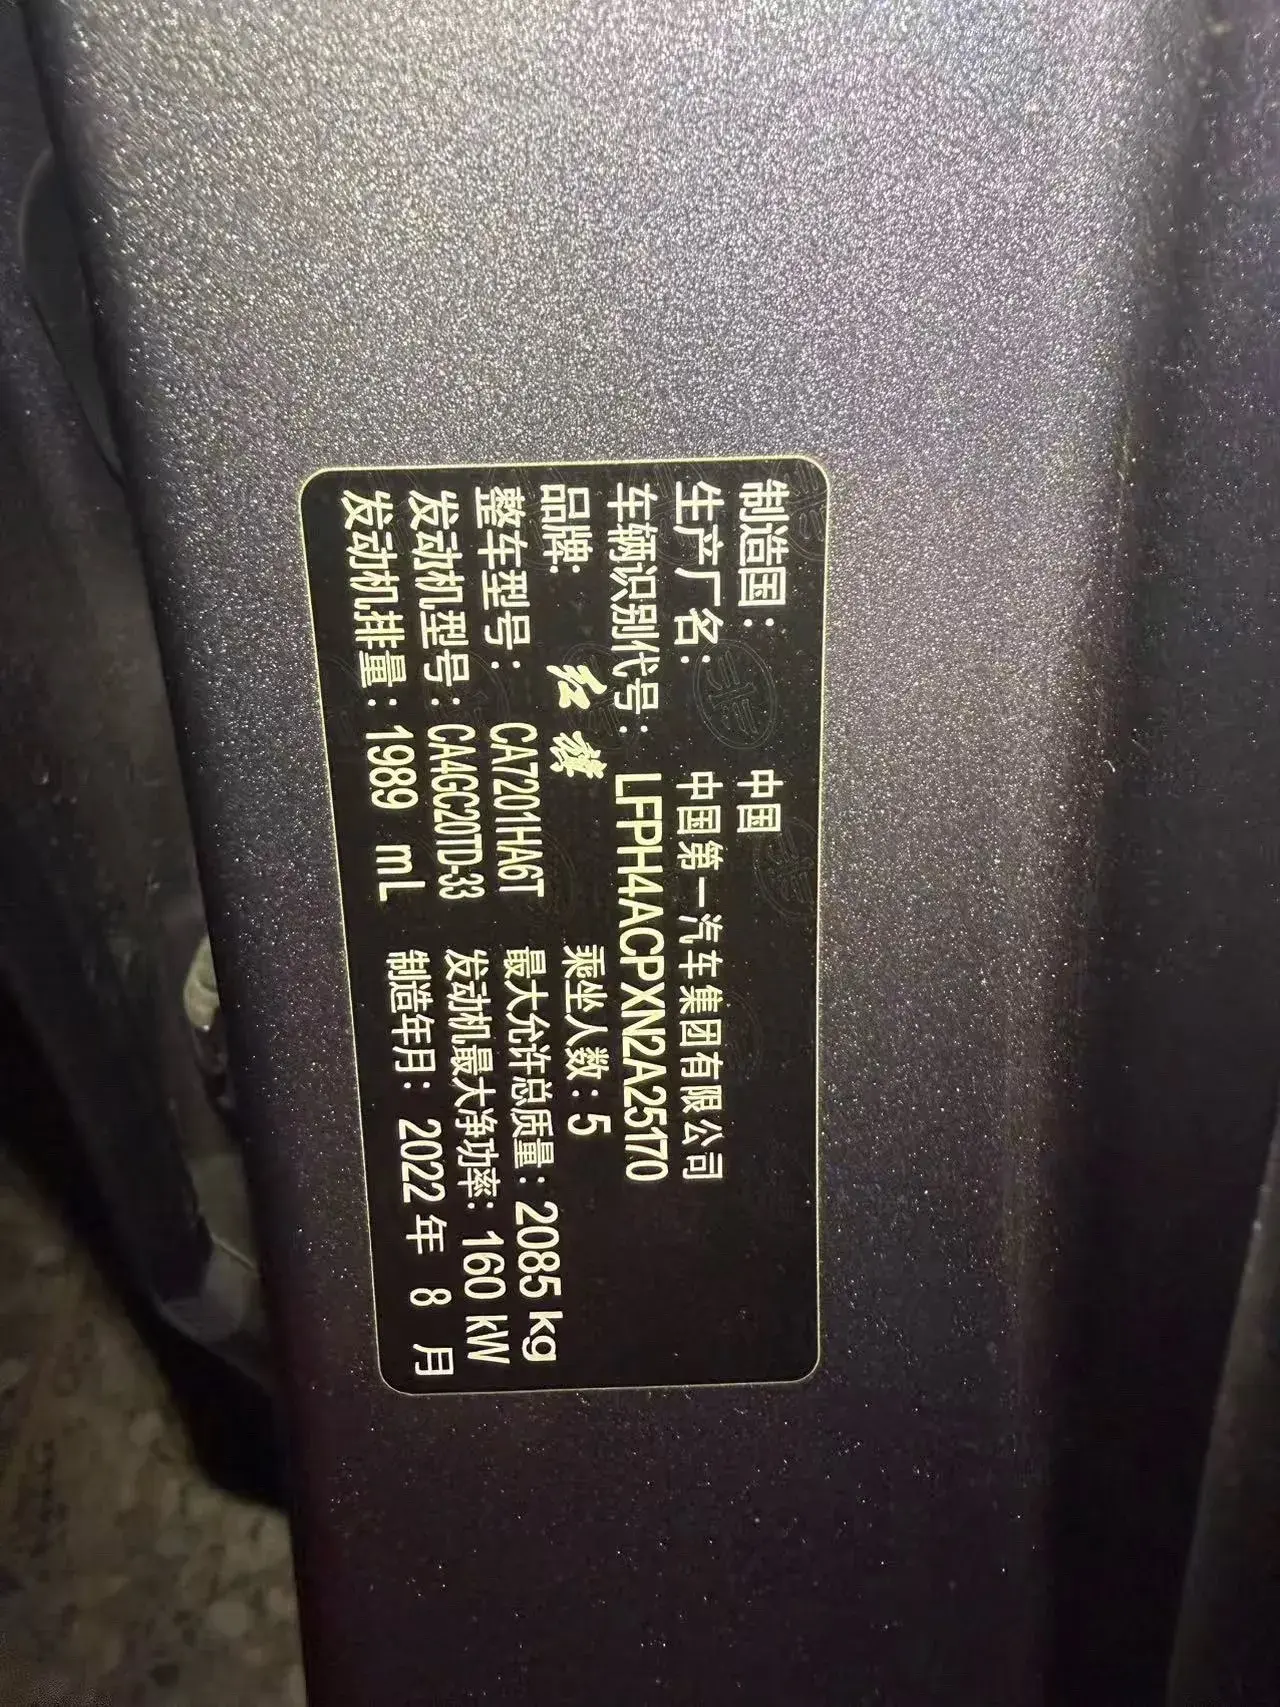 制造国： 中国
生产厂名： 中国第一汽车集团有限公司
车辆识别代号： LFPH4ACPXN2A25170
品牌: 红旗 乘坐人数：5
整车型号： CA7201HA6T 最大允许总质量：2085 kg
发动机型号：CA4GC20TD-33 发动机最大净功率：160 kW
发动机排量：1989 mL 制造年月：2022 年 8 月